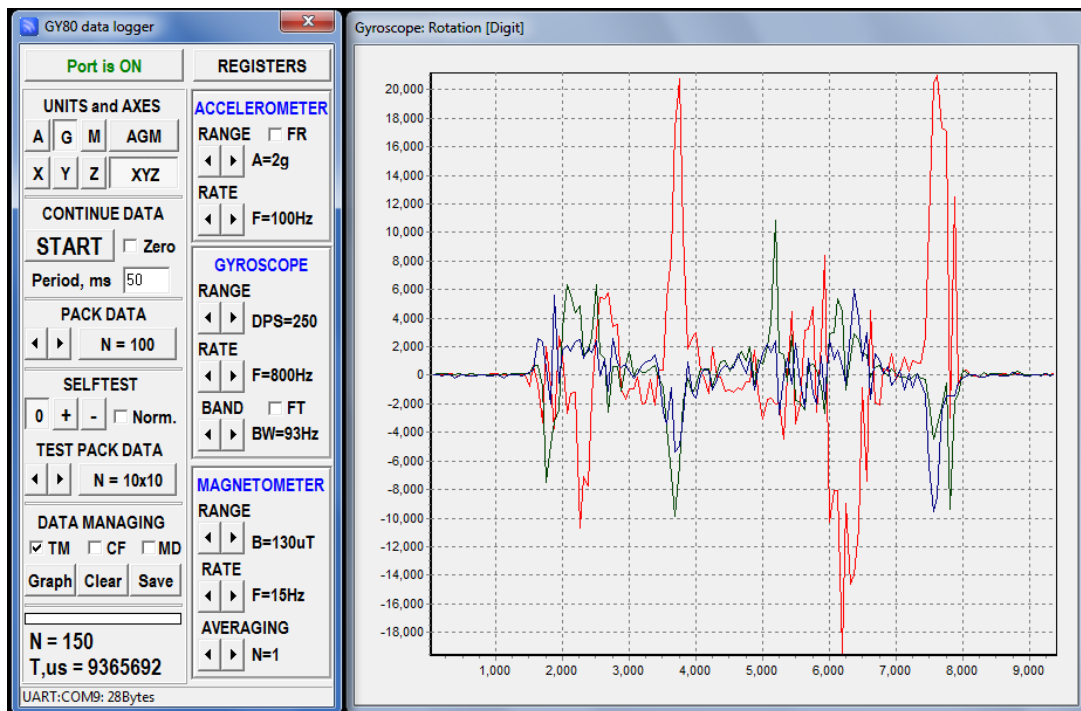 GY80 data logger
x
Port is ON
REGISTERS
UNITS and AXES
A G M AGM
X Y Z XYZ
CONTINUE DATA
START Zero
Period, ms 50
PACK DATA
N = 100
SELFTEST
0 + - Norm.
TEST PACK DATA
N = 10x10
DATA MANAGING
TM CF MD
Graph Clear Save
N = 150
T,us = 9365692
UART:COM9: 28Bytes
ACCELEROMETER
RANGE FR
A=2g
RATE
F=100Hz
GYROSCOPE
RANGE
DPS=250
RATE
F=800Hz
BAND FT
BW=93Hz
MAGNETOMETER
RANGE
B=130uT
RATE
F=15Hz
AVERAGING
N=1
Gyroscope: Rotation [Digit]
20,000
18,000
16,000
14,000
12,000
10,000
8,000
6,000
4,000
2,000
0
-2,000
-4,000
-6,000
-8,000
-10,000
-12,000
-14,000
-16,000
-18,000
1,000 2,000 3,000 4,000 5,000 6,000 7,000 8,000 9,000